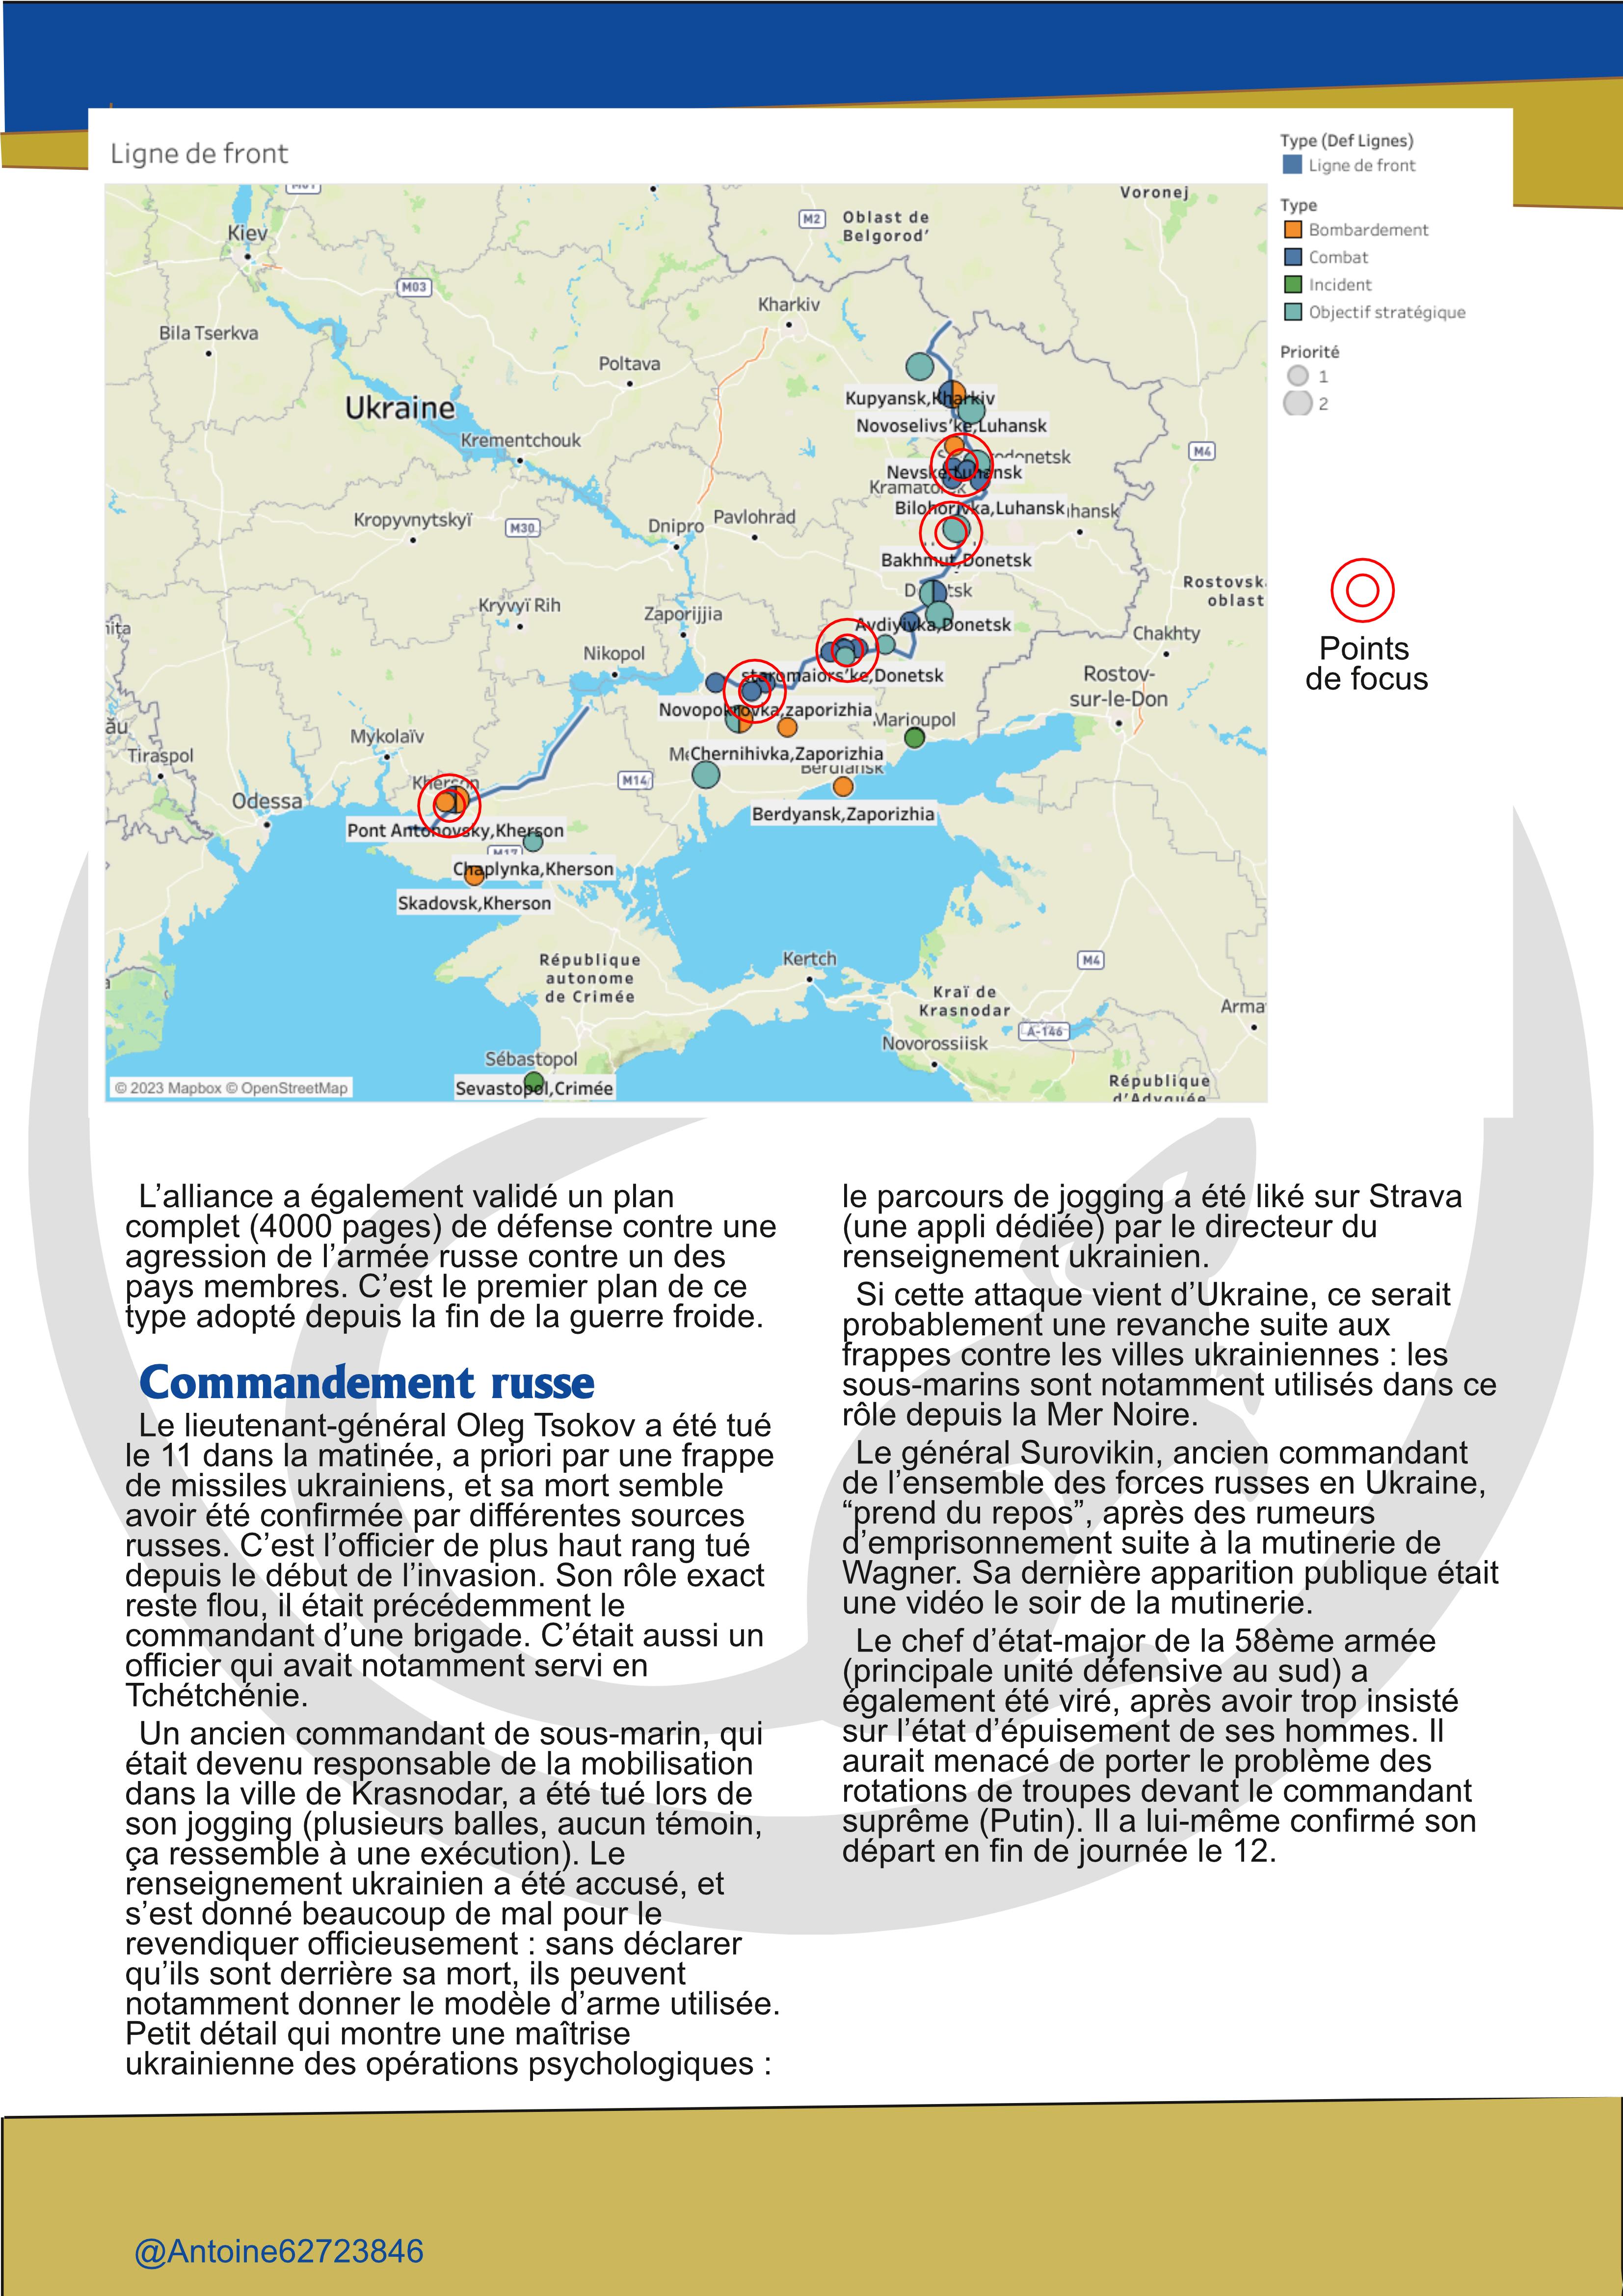 Ligne de front
Type (Def Lignes)
Ligne de front
Type
Bombardement
Combat
Incident
Objectif stratégique
Priorité
1
2
Points
de focus
Voronej
M2
Oblast de
Belgorod'
Kiev
M03
Kharkiv
Bila Tserkva
Poltava
Ukraine
Kupyansk,Kharkiv
Novoselivs'ke,Luhansk
Krementchouk
M4
Nevske,Luhansk
Kramatorsk
Bilohorivka,Luhansk
Kropyvnytskyï
M30
Dnipro
Pavlohrad
Bakhmut,Donetsk
Rostovsk
oblast
Kryvyï Rih
Zaporijjia
Avdiyivka,Donetsk
Chakhty
Nikopol
staromaiors'ke,Donetsk
Rostov-
sur-le-Don
Novopokrovka,zaporizhia
Marioupol
Mykolaïv
Tiraspol
Chernihivka,Zaporizhia
Berdiansk
M14
Kherson
Odessa
Berdyansk,Zaporizhia
Pont Antonovsky,Kherson
M17
Chaplynka,Kherson
Skadovsk,Kherson
République
autonome
de Crimée
Kertch
M4
Kraï de
Krasnodar
Arma
A-146
Novorossiisk
Sébastopol
Sevastopol,Crimée
République
d'Adyguée
© 2023 Mapbox © OpenStreetMap
L'alliance a également validé un plan
complet (4000 pages) de défense contre une
agression de l'armée russe contre un des
pays membres. C'est le premier plan de ce
type adopté depuis la fin de la guerre froide.
Commandement russe
Le lieutenant-général Oleg Tsokov a été tué
le 11 dans la matinée, a priori par une frappe
de missiles ukrainiens, et sa mort semble
avoir été confirmée par différentes sources
russes. C'est l'officier de plus haut rang tué
depuis le début de l'invasion. Son rôle exact
reste flou, il était précédemment le
commandant d'une brigade. C'était aussi un
officier qui avait notamment servi en
Tchétchénie.
Un ancien commandant de sous-marin, qui
était devenu responsable de la mobilisation
dans la ville de Krasnodar, a été tué lors de
son jogging (plusieurs balles, aucun témoin,
ça ressemble à une exécution). Le
renseignement ukrainien a été accusé, et
s'est donné beaucoup de mal pour le
revendiquer officieusement : sans déclarer
qu'ils sont derrière sa mort, ils peuvent
notamment donner le modèle d'arme utilisée.
Petit détail qui montre une maîtrise
ukrainienne des opérations psychologiques :
le parcours de jogging a été liké sur Strava
(une appli dédiée) par le directeur du
renseignement ukrainien.
Si cette attaque vient d'Ukraine, ce serait
probablement une revanche suite aux
frappes contre les villes ukrainiennes : les
sous-marins sont notamment utilisés dans ce
rôle depuis la Mer Noire.
Le général Surovikin, ancien commandant
de l'ensemble des forces russes en Ukraine,
“prend du repos”, après des rumeurs
d'emprisonnement suite à la mutinerie de
Wagner. Sa dernière apparition publique était
une vidéo le soir de la mutinerie.
Le chef d'état-major de la 58ème armée
(principale unité défensive au sud) a
également été viré, après avoir trop insisté
sur l'état d'épuisement de ses hommes. Il
aurait menacé de porter le problème des
rotations de troupes devant le commandant
suprême (Putin). Il a lui-même confirmé son
départ en fin de journée le 12.
@Antoine62723846